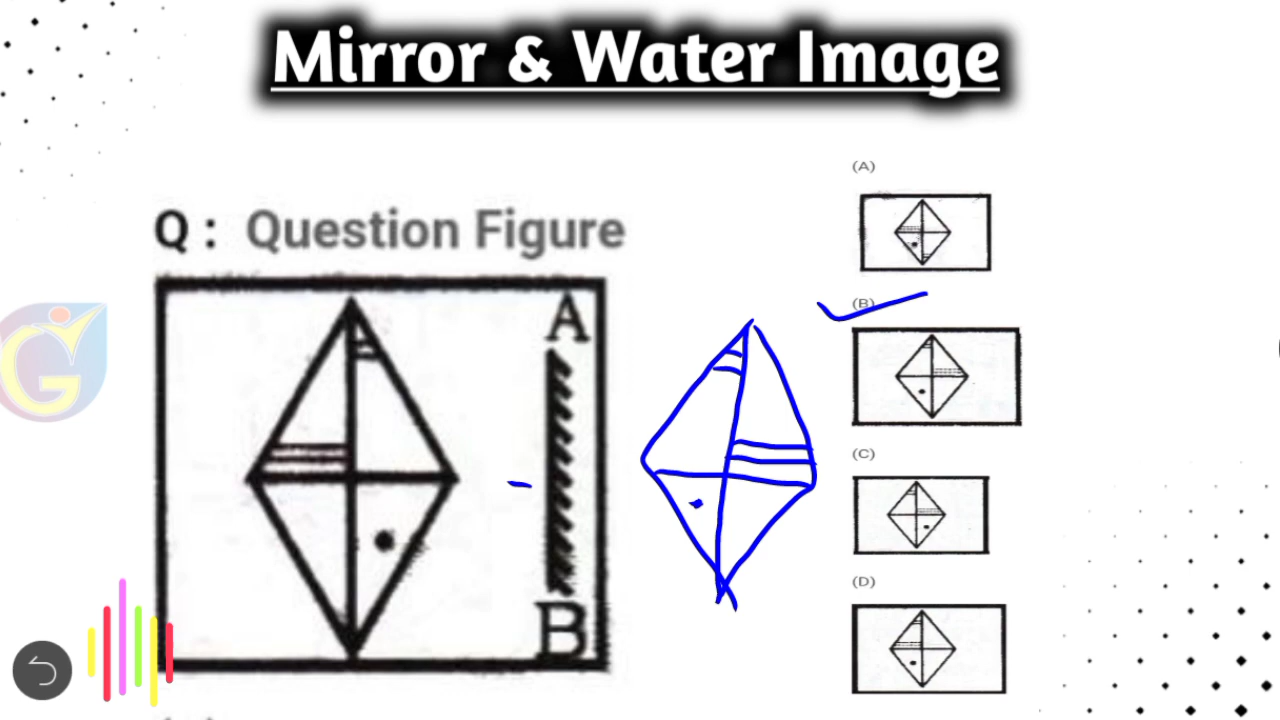 Mirror & Water Image
Q : Question Figure
A
B
(A)
(B)
(C)
(D)
G